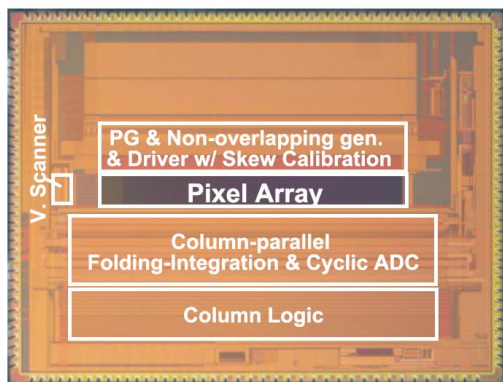 PG & Non-overlapping gen.
& Driver w/ Skew Calibration
V. Scanner
Pixel Array
Column-parallel
Folding-Integration & Cyclic ADC
Column Logic